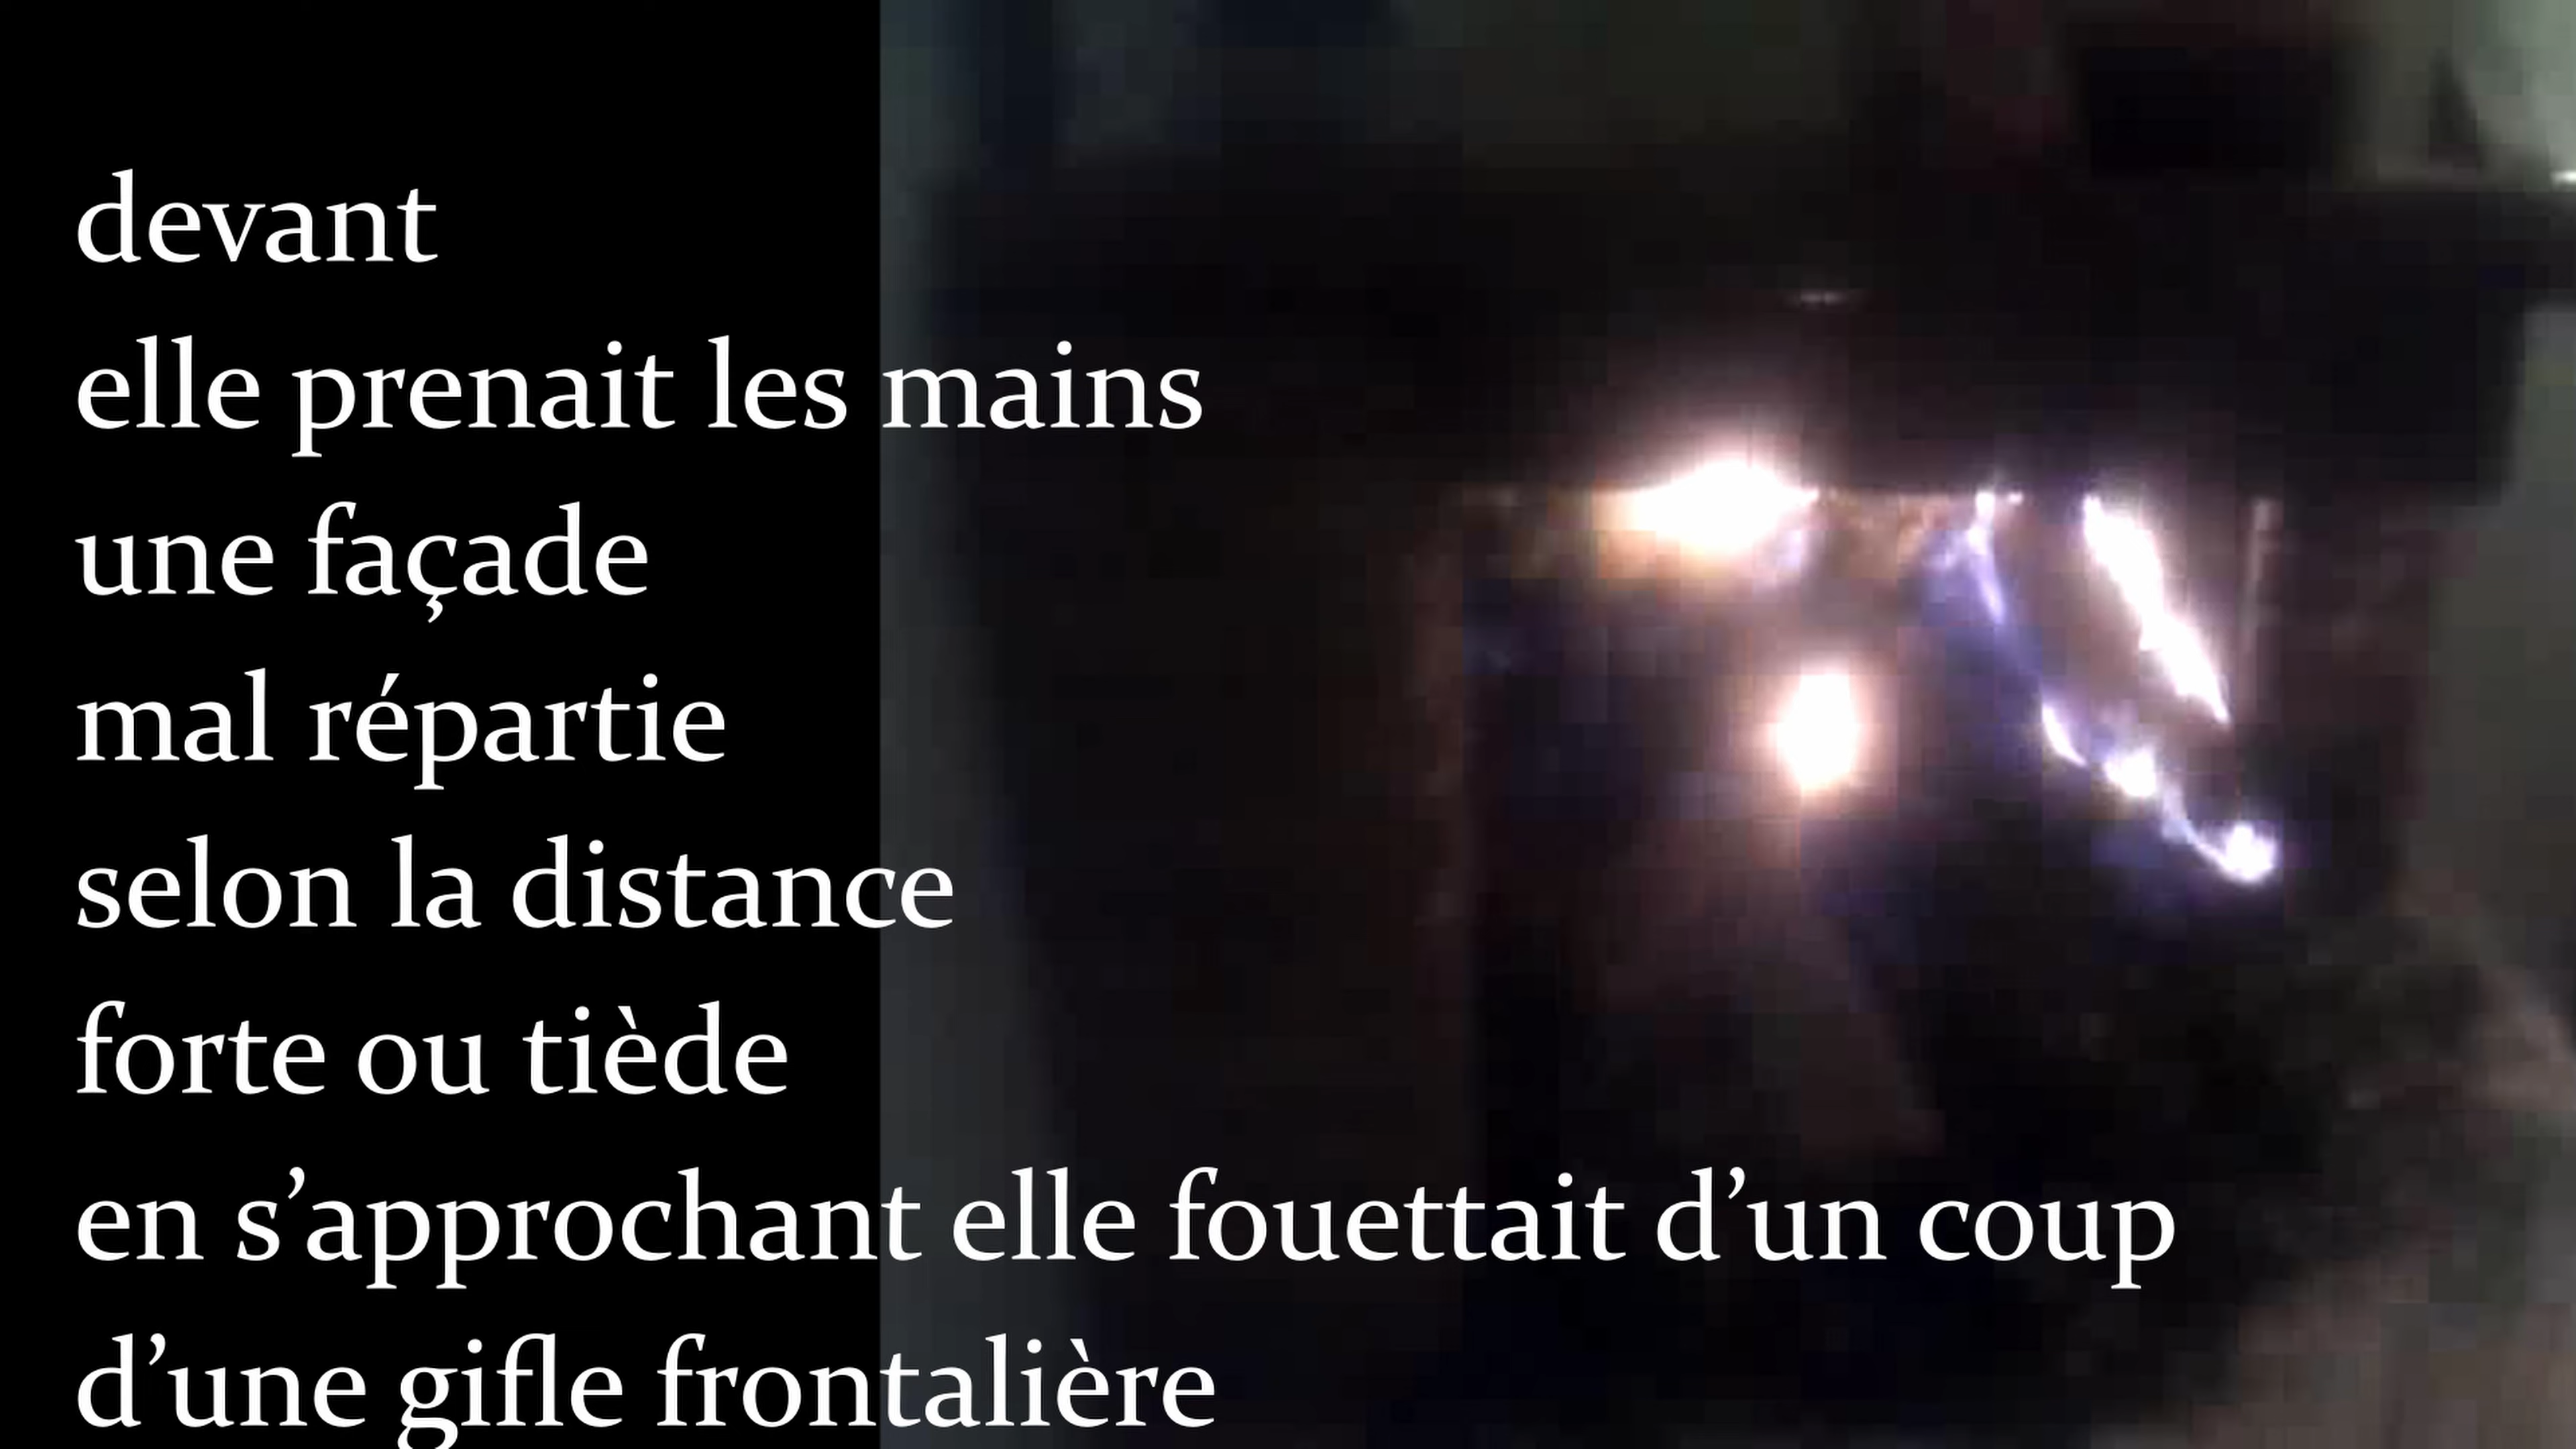 devant
elle prenait les mains
une façade
mal répartie
selon la distance
forte ou tiède
en s’approchant elle fouettait d’un coup
d’une gifle frontalière